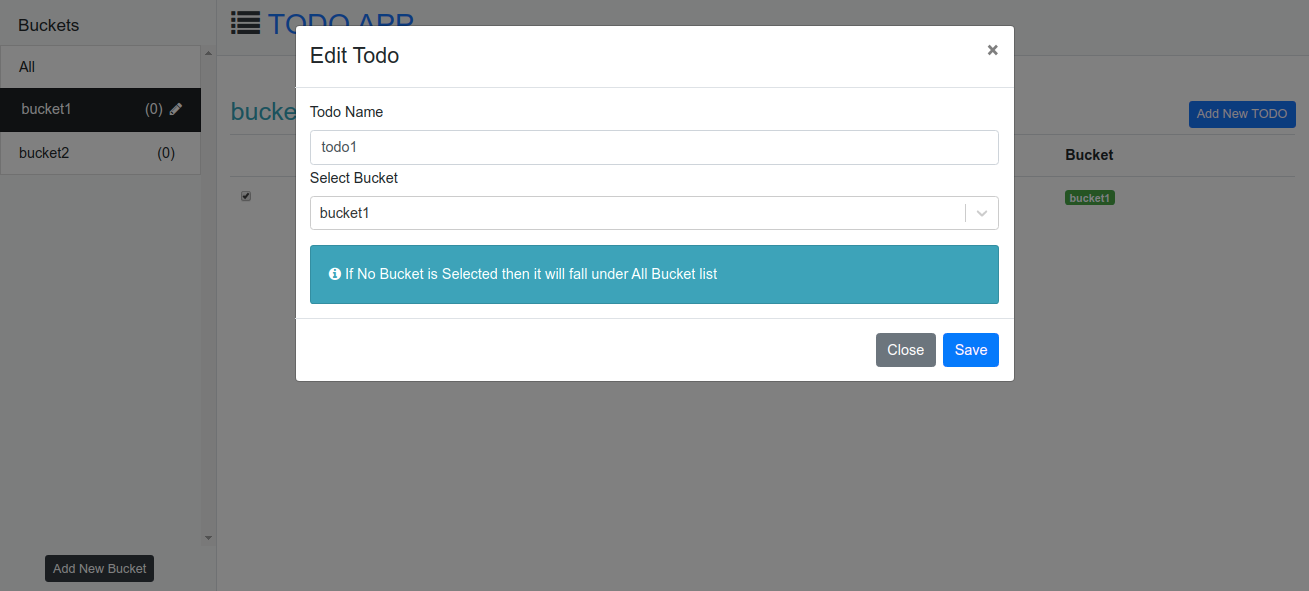 Buckets
All
bucket1 (0)
bucket2 (0)
Add New Bucket
TODO APP
bucke
Add New TODO
Bucket
bucket1
Edit Todo
×
Todo Name
todo1
Select Bucket
bucket1
If No Bucket is Selected then it will fall under All Bucket list
Close Save